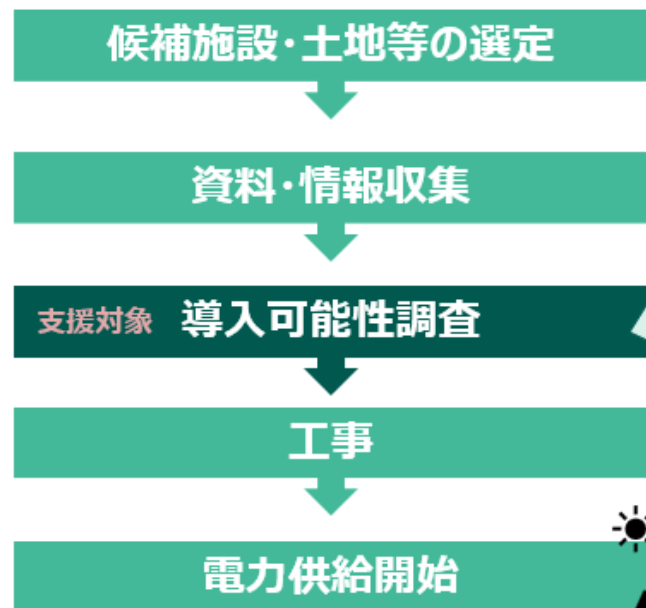 候補施設・土地等の選定
資料・情報収集
支援対象 導入可能性調査
工事
電力供給開始